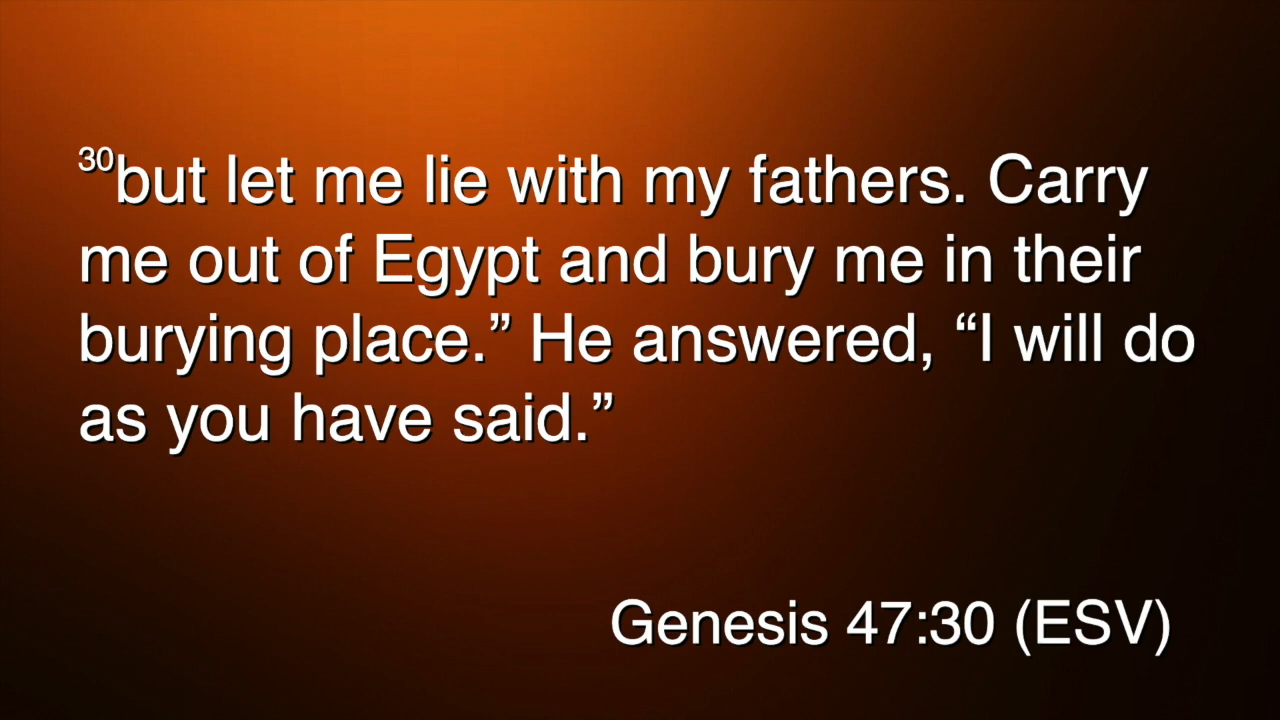 30but let me lie with my fathers. Carry
me out of Egypt and bury me in their
burying place.” He answered, “I will do
as you have said.”
Genesis 47:30 (ESV)